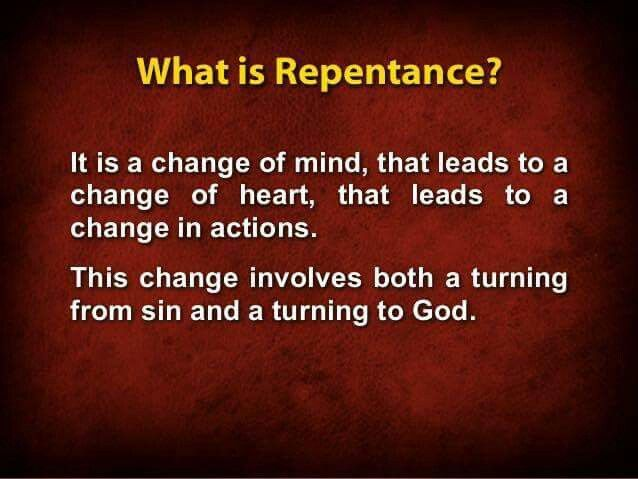 What is Repentance?
It is a change of mind, that leads to a
change of heart, that leads to a
change in actions.
This change involves both a turning
from sin and a turning to God.